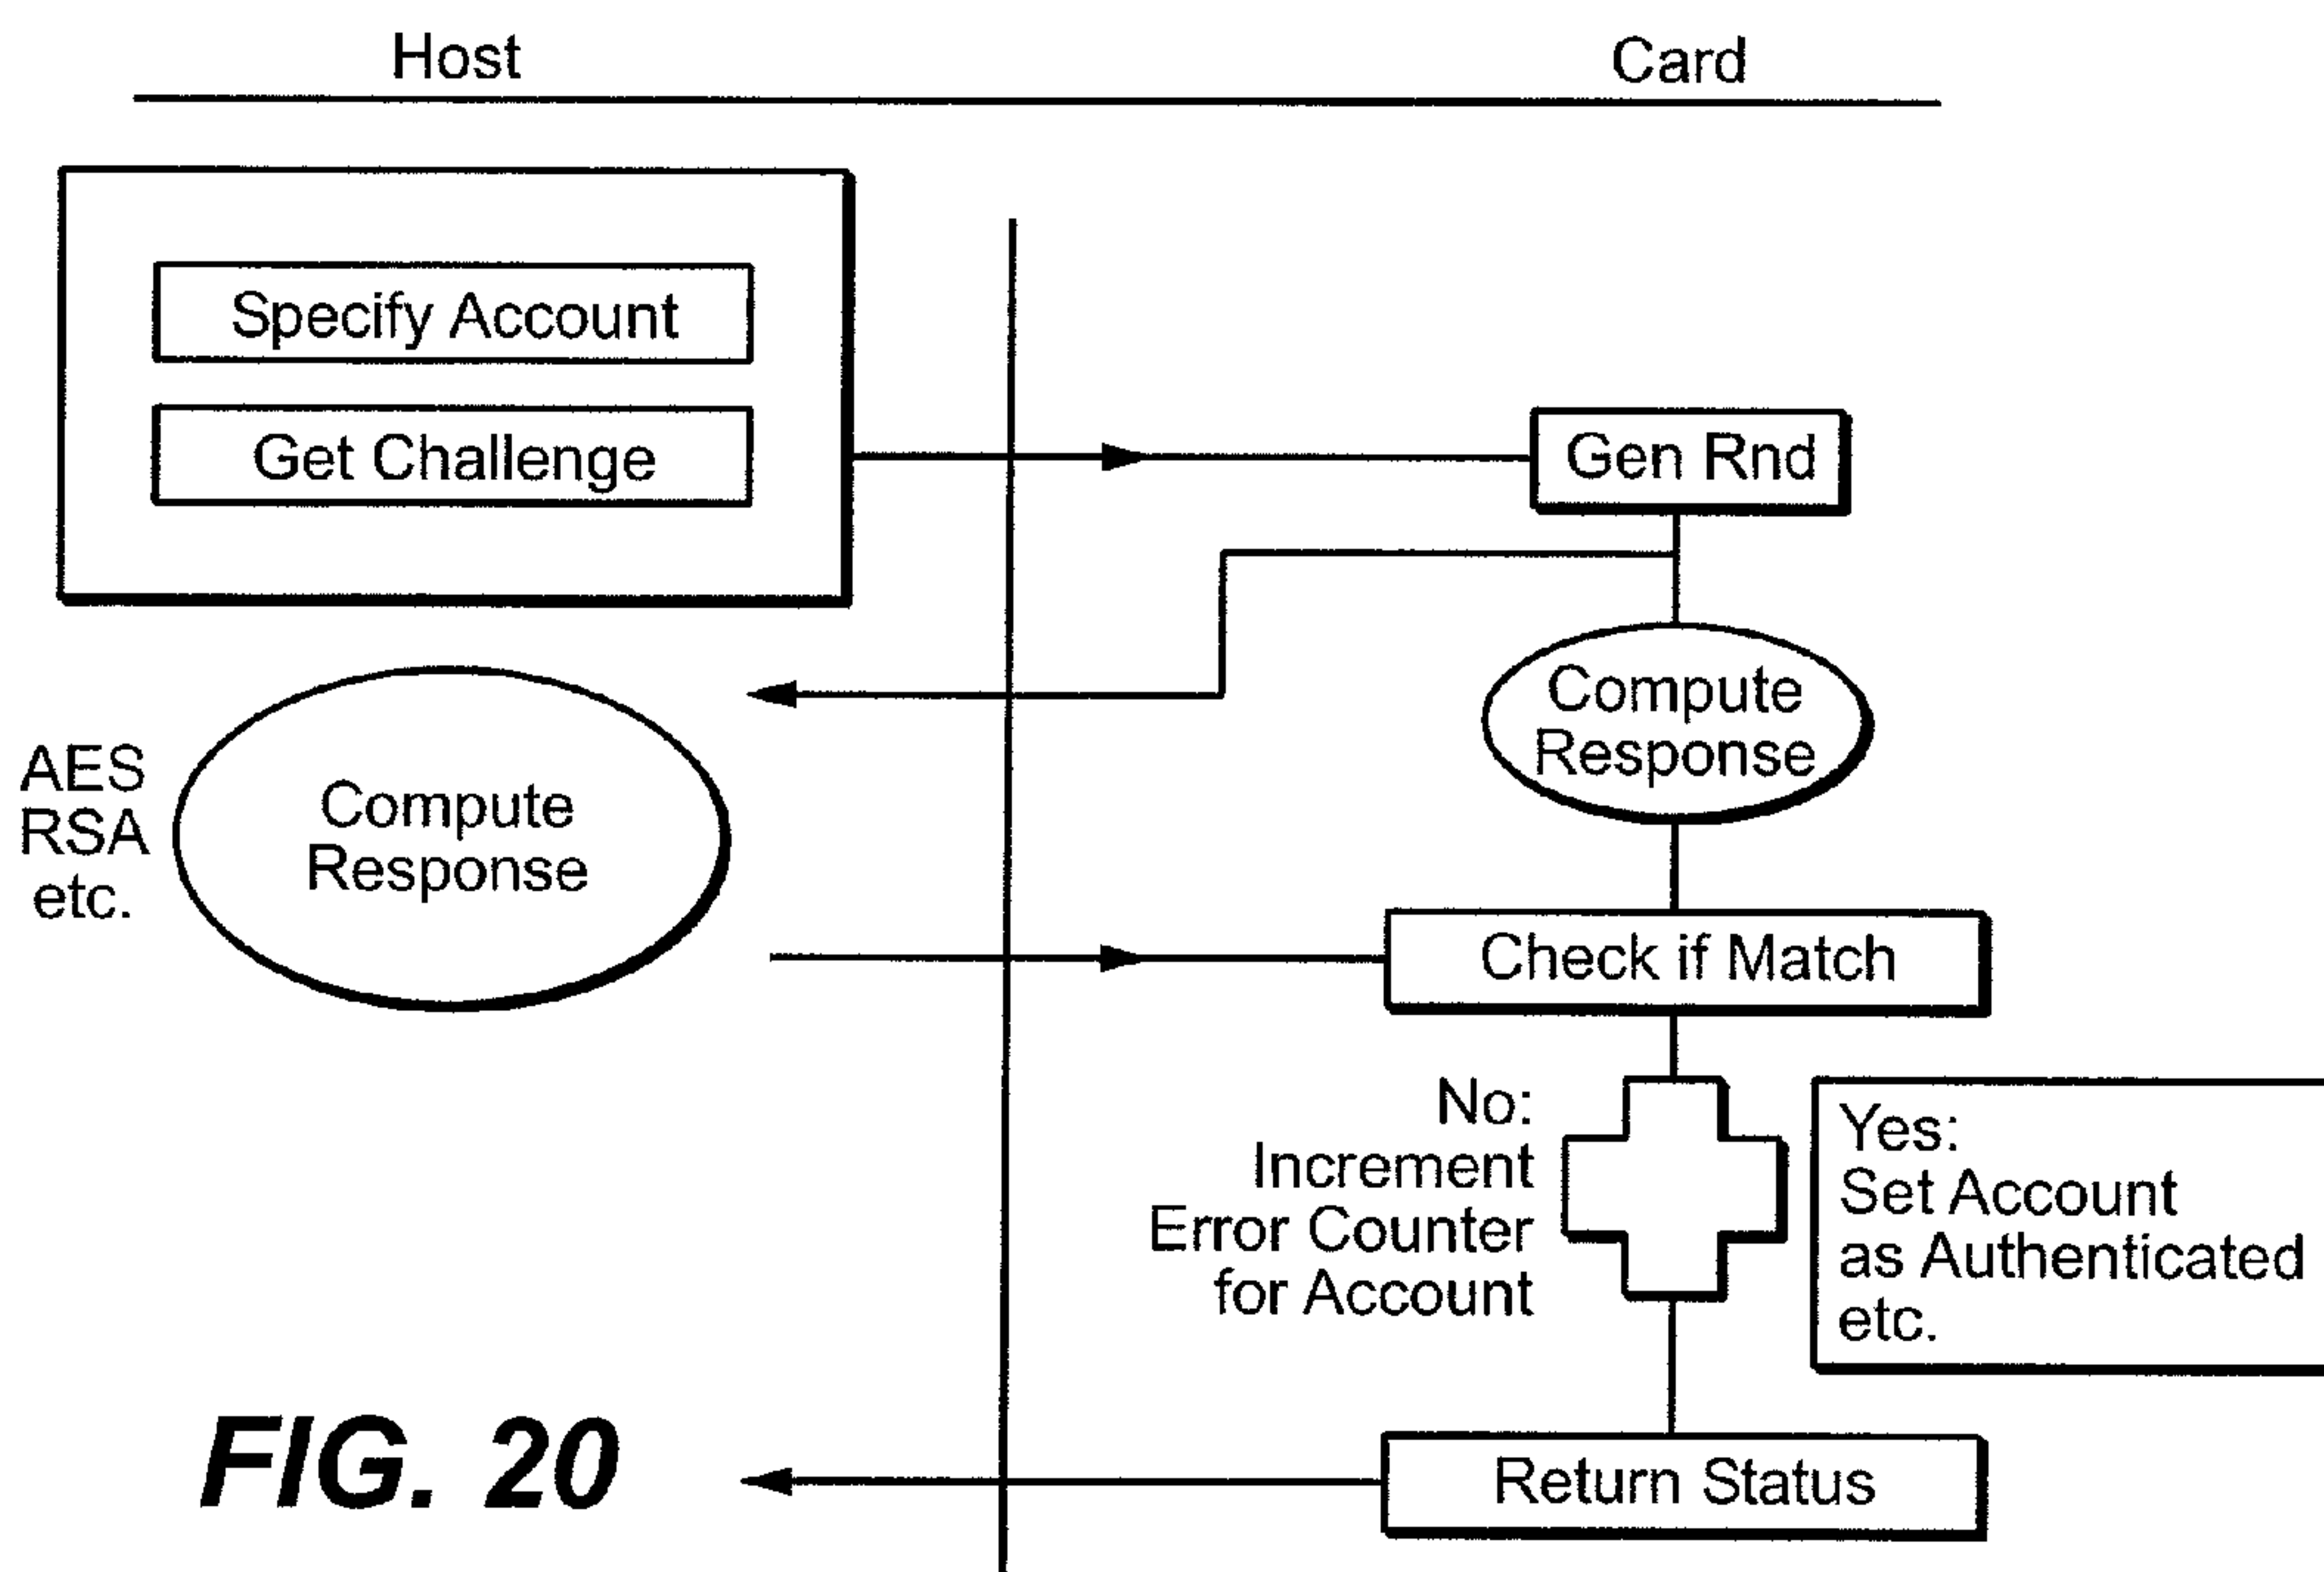 Host
Card
Specify Account
Get Challenge
Gen Rnd
Compute
Response
AES
RSA
etc.
Compute
Response
Check if Match
No:
Increment
Error Counter
for Account
Yes:
Set Account
as Authenticated
etc.
Return Status
FIG. 20